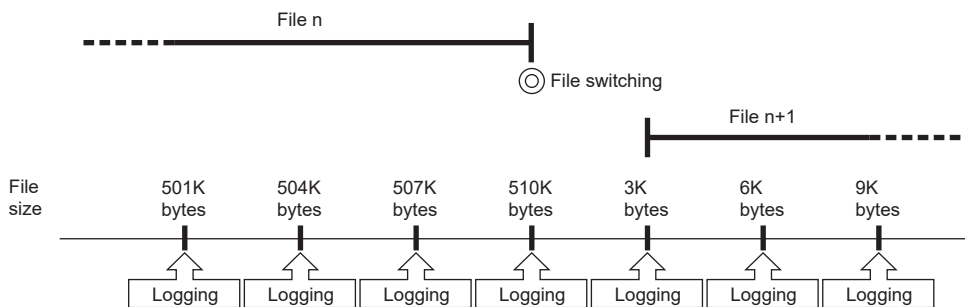 File n
File switching
File n+1
File
size
501K
bytes
504K
bytes
507K
bytes
510K
bytes
3K
bytes
6K
bytes
9K
bytes
Logging
Logging
Logging
Logging
Logging
Logging
Logging